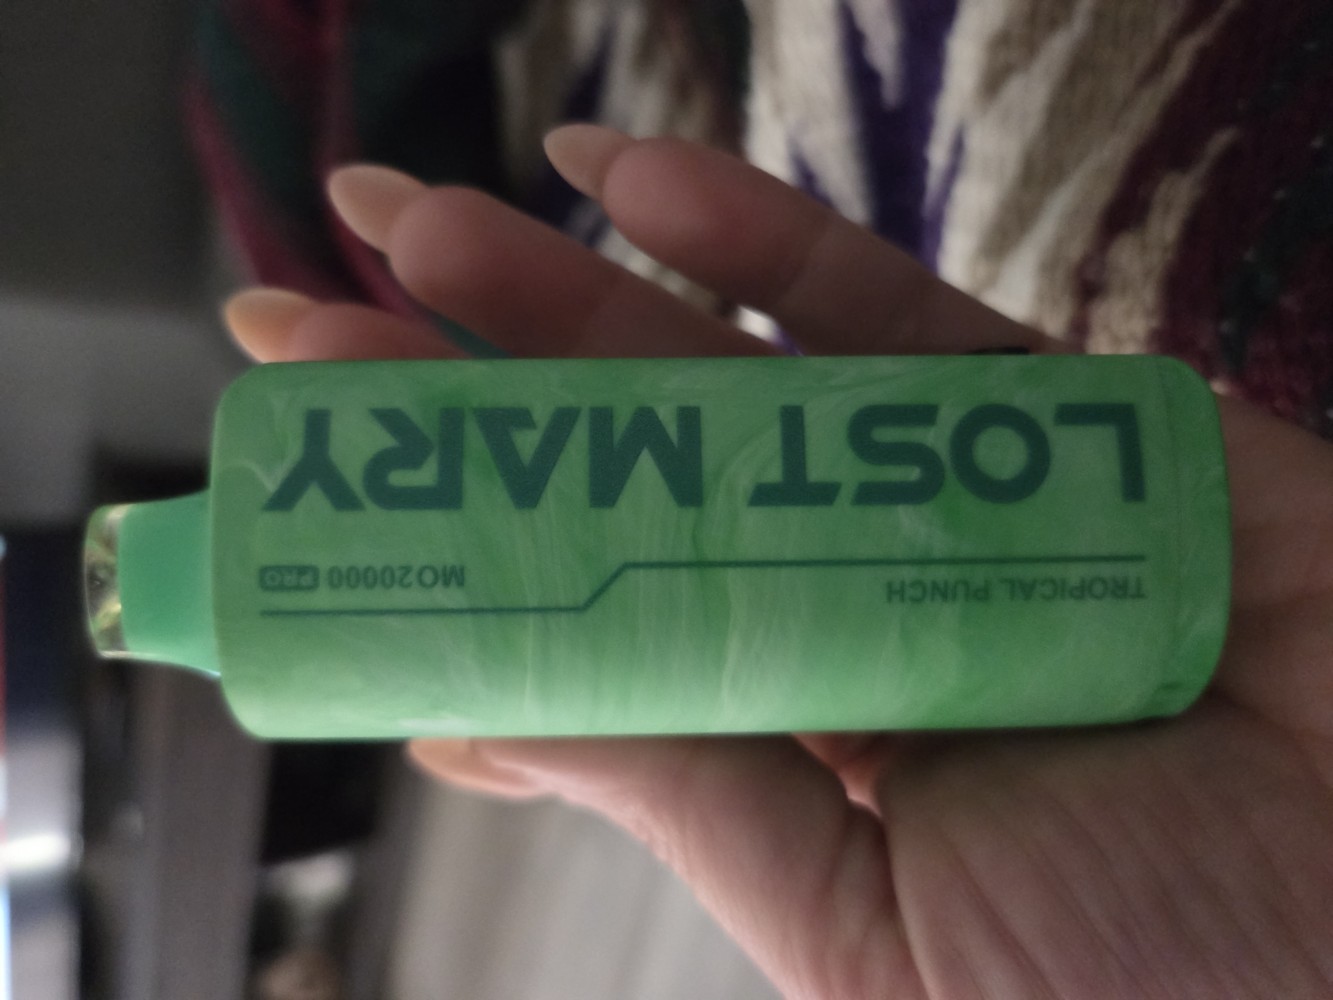 LOST MARY
TROPICAL PUNCH
MO20000 PRO